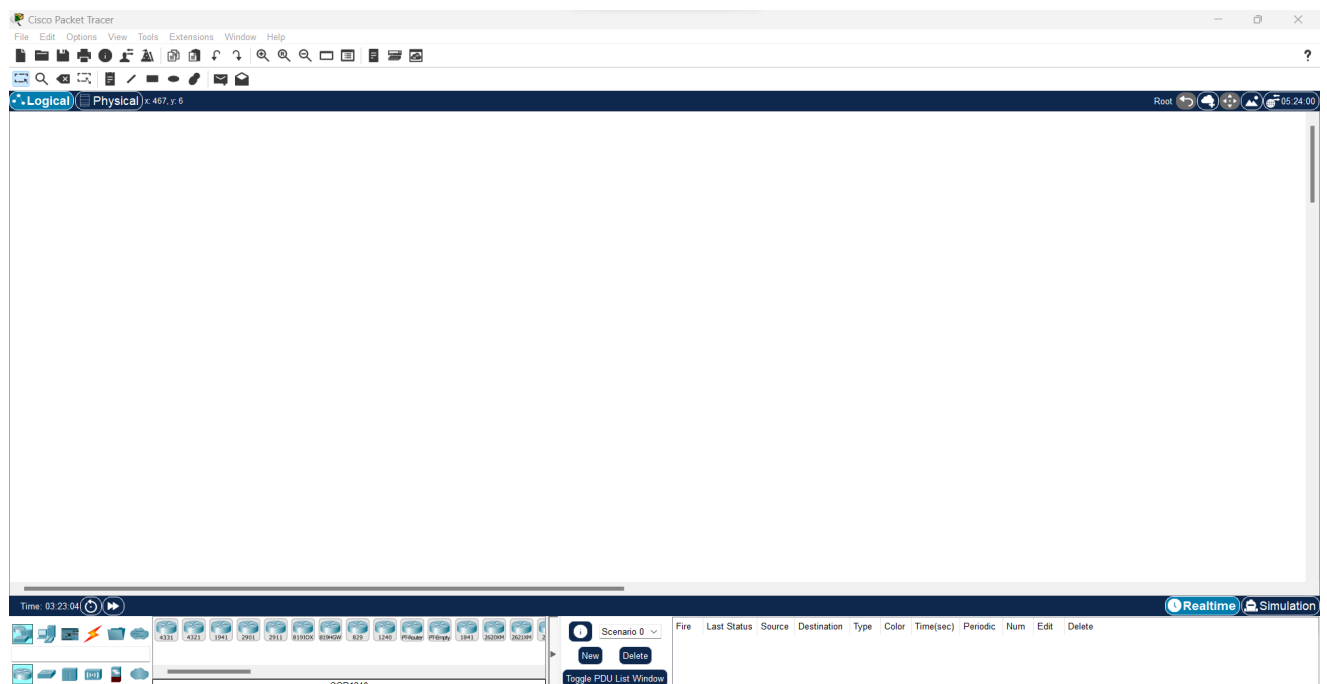 Cisco Packet Tracer
File Edit Options View Tools Extensions Window Help
?
Logical Physical x: 467, y: 6 Root 05:24:00
Time: 03:23:04 Realtime Simulation
4331 4321 1941 2901 2911 819IOX 819HGW 829 1240 PT-Router PT-Empty 1841 2620XM 2621XM 2
Scenario 0
Fire Last Status Source Destination Type Color Time(sec) Periodic Num Edit Delete
New Delete
Toggle PDU List Window